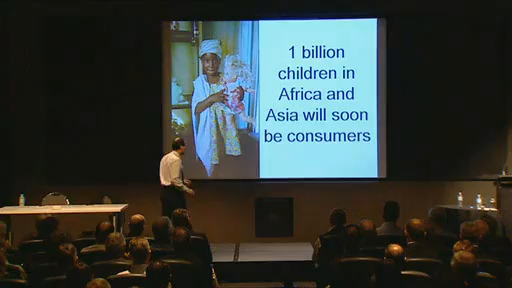 1 billion
children in
Africa and
Asia will soon
be consumers